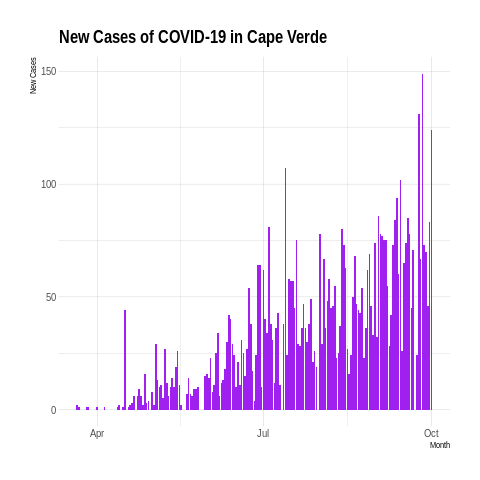 New Cases of COVID-19 in Cape Verde
New Cases
150
100
50
0
Apr
Jul
Oct
Month